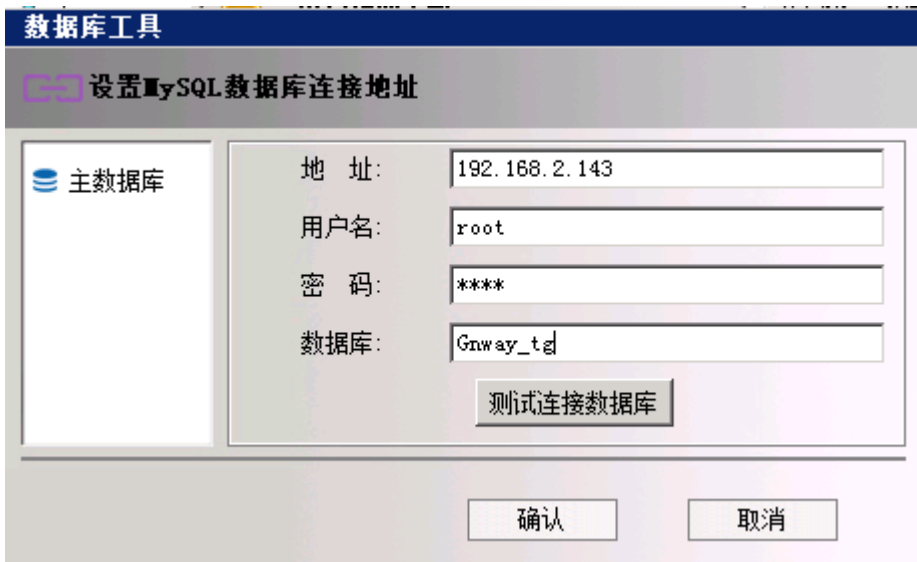 数据库工具
设置MySQL数据库连接地址
主数据库
地 址:
192.168.2.143
用户名:
root
密 码:
****
数据库:
Gnway_tg
测试连接数据库
确认
取消